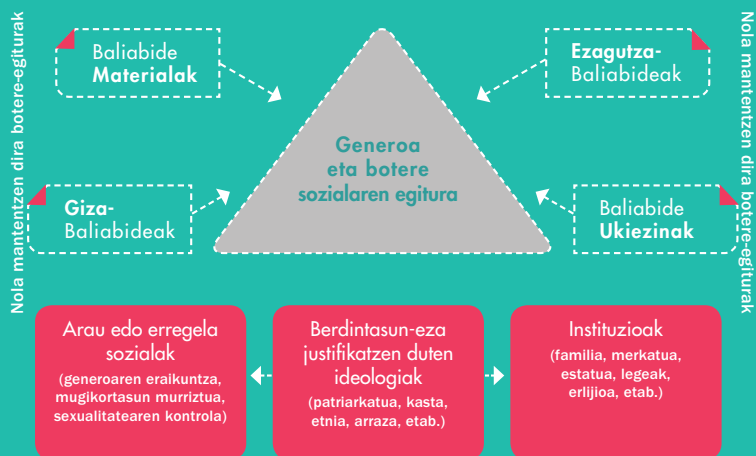 Nola mantentzen dira botere-egiturak
Baliabide
Materialak
Ezagutza-
Baliabideak
Generoa
eta botere
sozialaren egitura
Giza-
Baliabideak
Baliabide
Ukiezinak
Nola mantentzen dira botere-egiturak
Arau edo erregela
sozialak
(generoaren eraikuntza,
mugikortasun murriztua,
sexualitatearen kontrola)
Berdintasun-eza
justifikatzen duten
ideologiak
(patriarkatua, kasta,
etnia, arraza, etab.)
Instituzioak
(familia, merkatua,
estatua, legeak,
erlijioa, etab.)